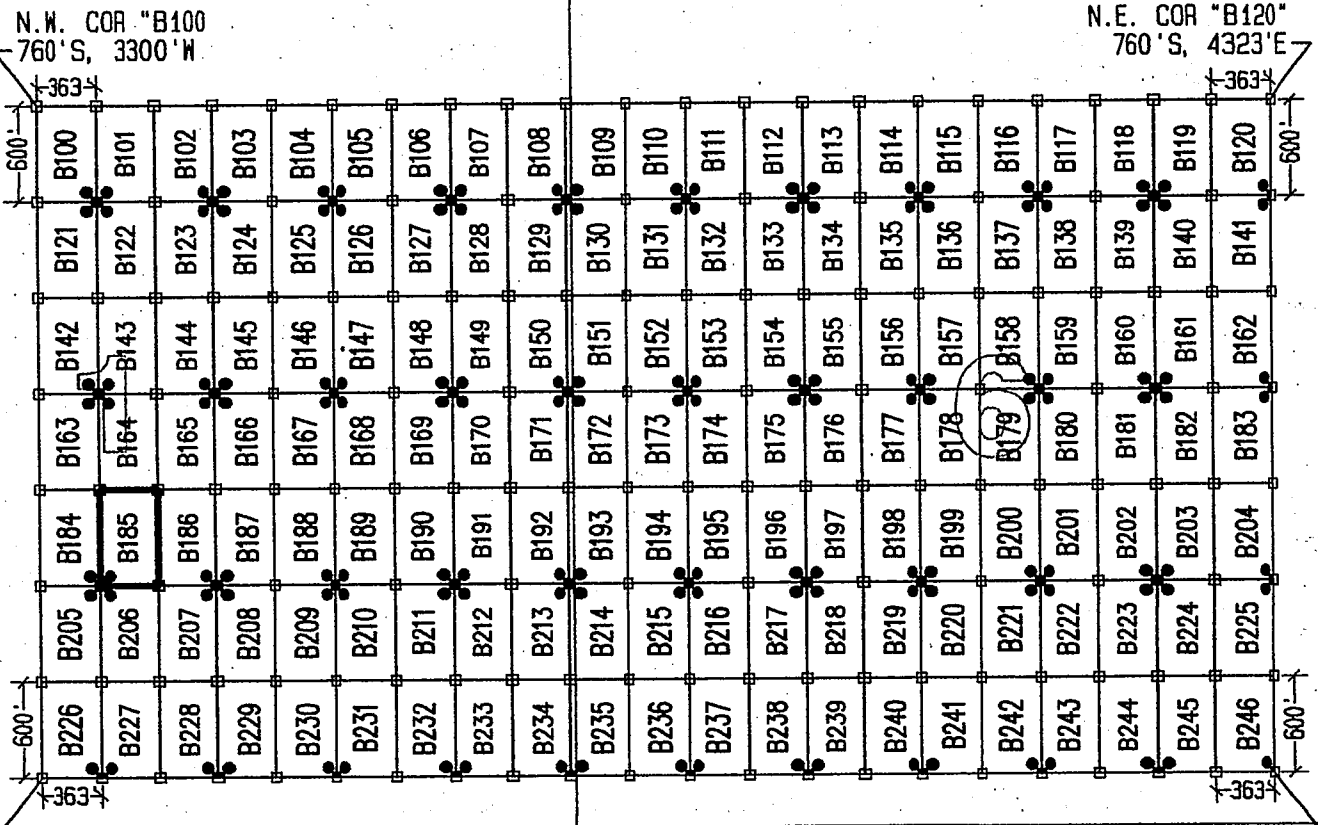 N.W. COR "B100
760'S, 3300'W
N.E. COR "B120"
760'S, 4323'E
363
363
600'
B100 B101 B102 B103 B104 B105 B106 B107 B108 B109 B110 B111 B112 B113 B114 B115 B116 B117 B118 B119 B120
600'
B121 B122 B123 B124 B125 B126 B127 B128 B129 B130 B131 B132 B133 B134 B135 B136 B137 B138 B139 B140 B141
B142 B143 B144 B145 B146 B147 B148 B149 B150 B151 B152 B153 B154 B155 B156 B157 B158 B159 B160 B161 B162
6
B163 B164 B165 B166 B167 B168 B169 B170 B171 B172 B173 B174 B175 B176 B177 B178 B179 B180 B181 B182 B183
B184 B185 B186 B187 B188 B189 B190 B191 B192 B193 B194 B195 B196 B197 B198 B199 B200 B201 B202 B203 B204
B205 B206 B207 B208 B209 B210 B211 B212 B213 B214 B215 B216 B217 B218 B219 B220 B221 B222 B223 B224 B225
600'
B226 B227 B228 B229 B230 B231 B232 B233 B234 B235 B236 B237 B238 B239 B240 B241 B242 B243 B244 B245 B246
600'
363
363